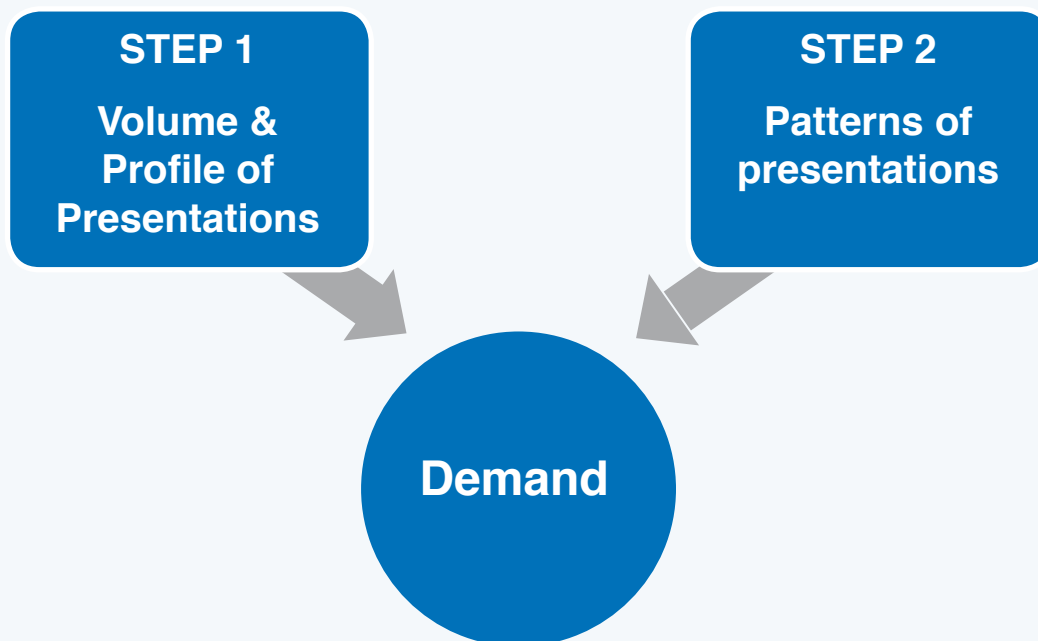 STEP 1
Volume &
Profile of
Presentations
STEP 2
Patterns of
presentations
Demand